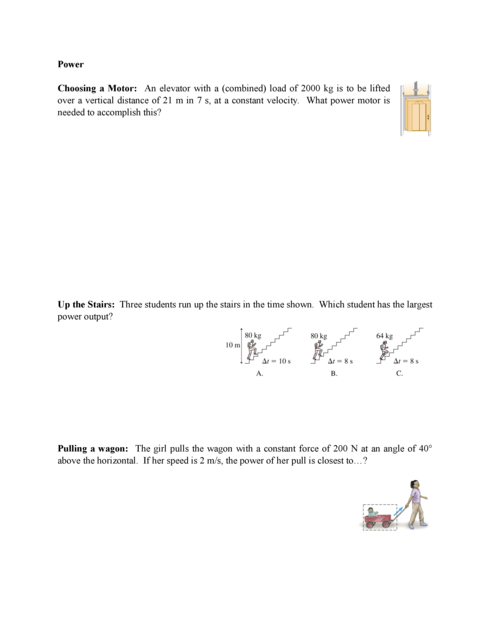 Power
Choosing a Motor: An elevator with a (combined) load of 2000 kg is to be lifted
over a vertical distance of 21 m in 7 s, at a constant velocity. What power motor is
needed to accomplish this?
Up the Stairs: Three students run up the stairs in the time shown. Which student has the largest
power output?
80 kg 80 kg 64 kg
10 m
Δt = 10 s Δt = 8 s Δt = 8 s
A. B. C.
Pulling a wagon: The girl pulls the wagon with a constant force of 200 N at an angle of 40°
above the horizontal. If her speed is 2 m/s, the power of her pull is closest to…?